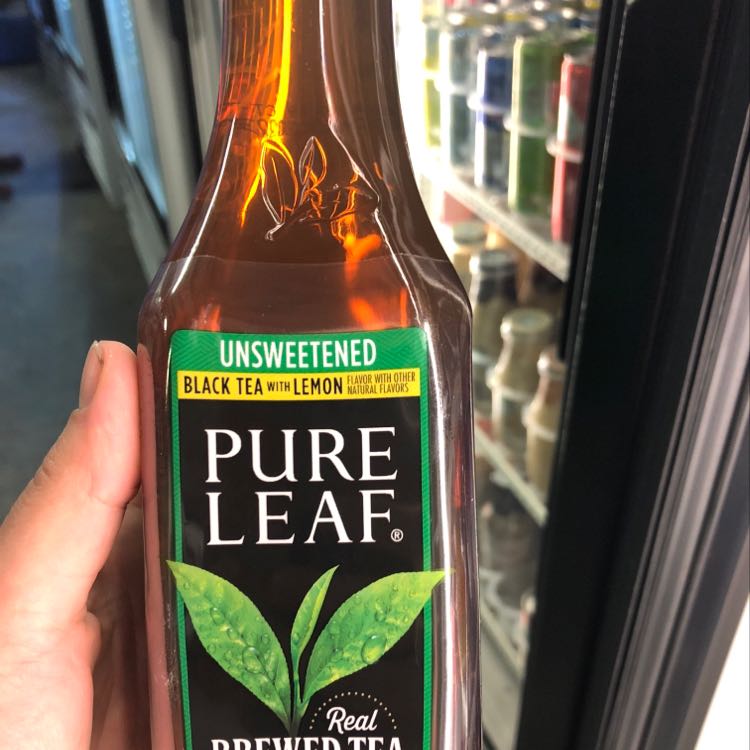 UNSWEETENED
BLACK TEA WITH LEMON FLAVOR WITH OTHER
NATURAL FLAVORS
PURE
LEAF®
Real
BREWED TEA